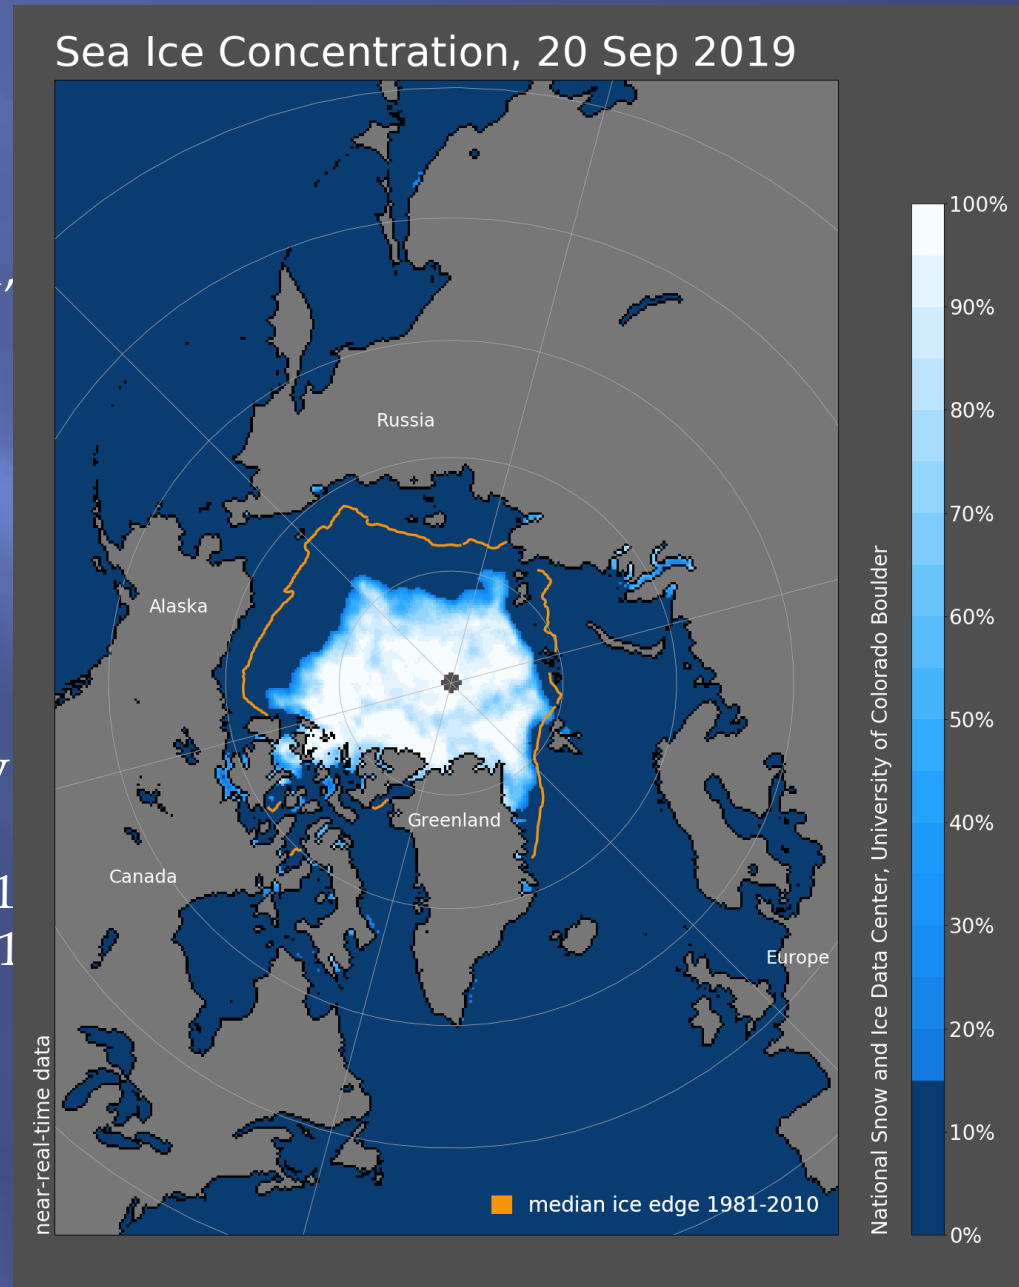 Sea Ice Concentration, 20 Sep 2019
Russia
Alaska
Greenland
Canada
Europe
median ice edge 1981-2010
near-real-time data
National Snow and Ice Data Center, University of Colorado Boulder
100%
90%
80%
70%
60%
50%
40%
30%
20%
10%
0%